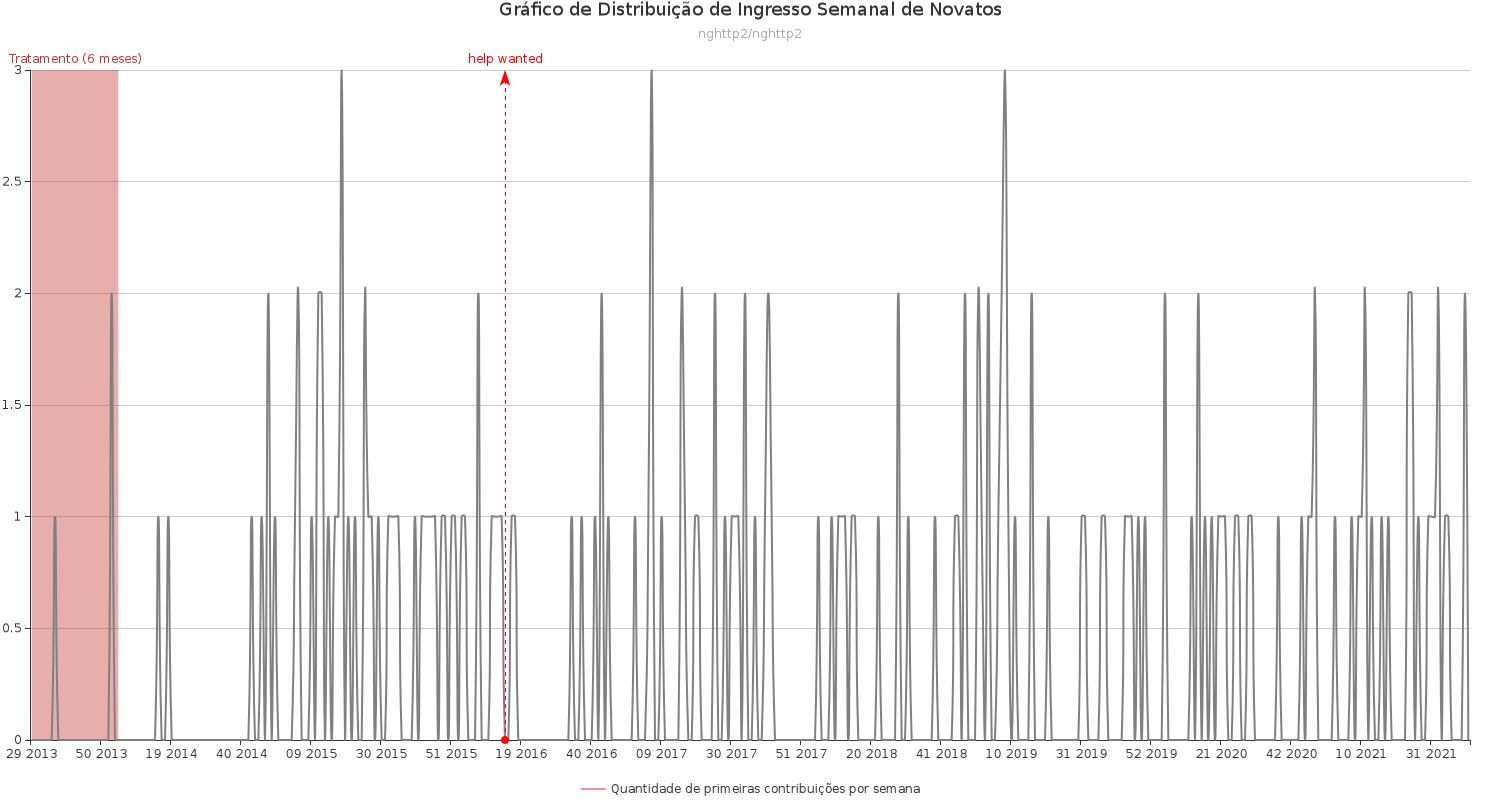 Gráfico de Distribuição de Ingresso Semanal de Novatos
nghttp2/nghttp2
Tratamento (6 meses)
help wanted
3
2.5
2
1.5
1
0.5
0
29 2013 50 2013 19 2014 40 2014 09 2015 30 2015 51 2015 19 2016 40 2016 09 2017 30 2017 51 2017 20 2018 41 2018 10 2019 31 2019 52 2019 21 2020 42 2020 10 2021 31 2021
Quantidade de primeiras contribuições por semana